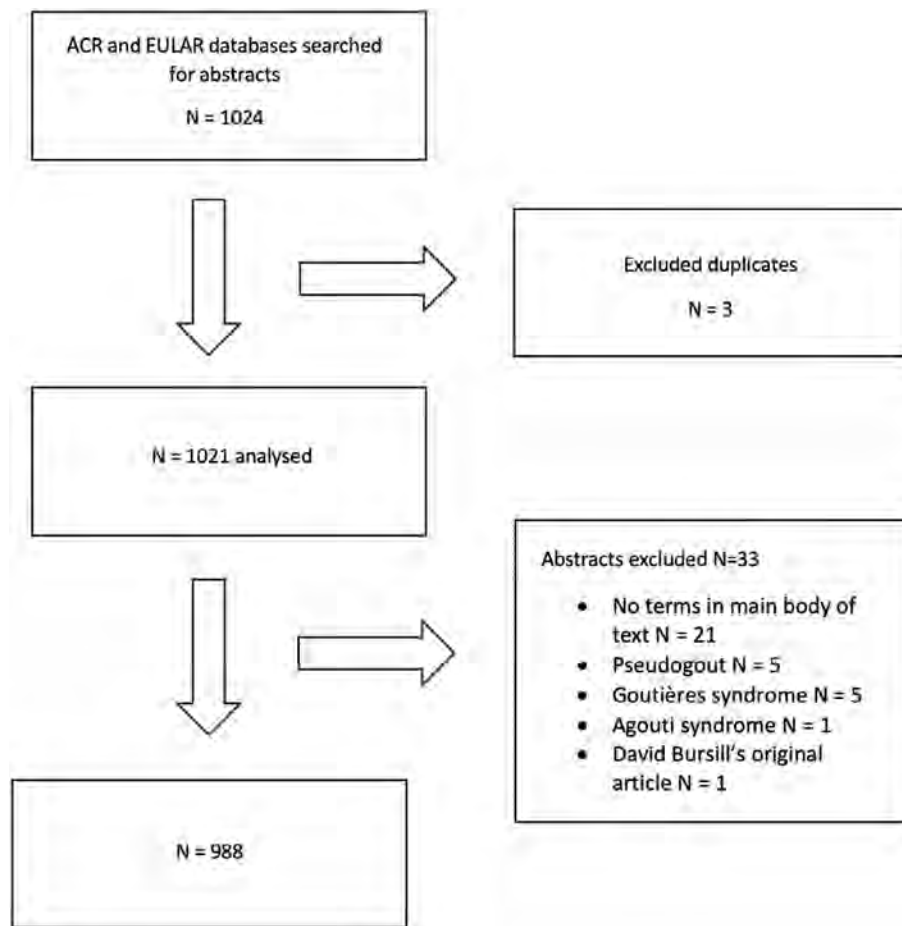 ACR and EULAR databases searched
for abstracts
N = 1024
Excluded duplicates
N = 3
N = 1021 analysed
Abstracts excluded N=33
• No terms in main body of
text N = 21
• Pseudogout N = 5
• Goutières syndrome N = 5
• Agouti syndrome N = 1
• David Bursill's original
article N = 1
N = 988